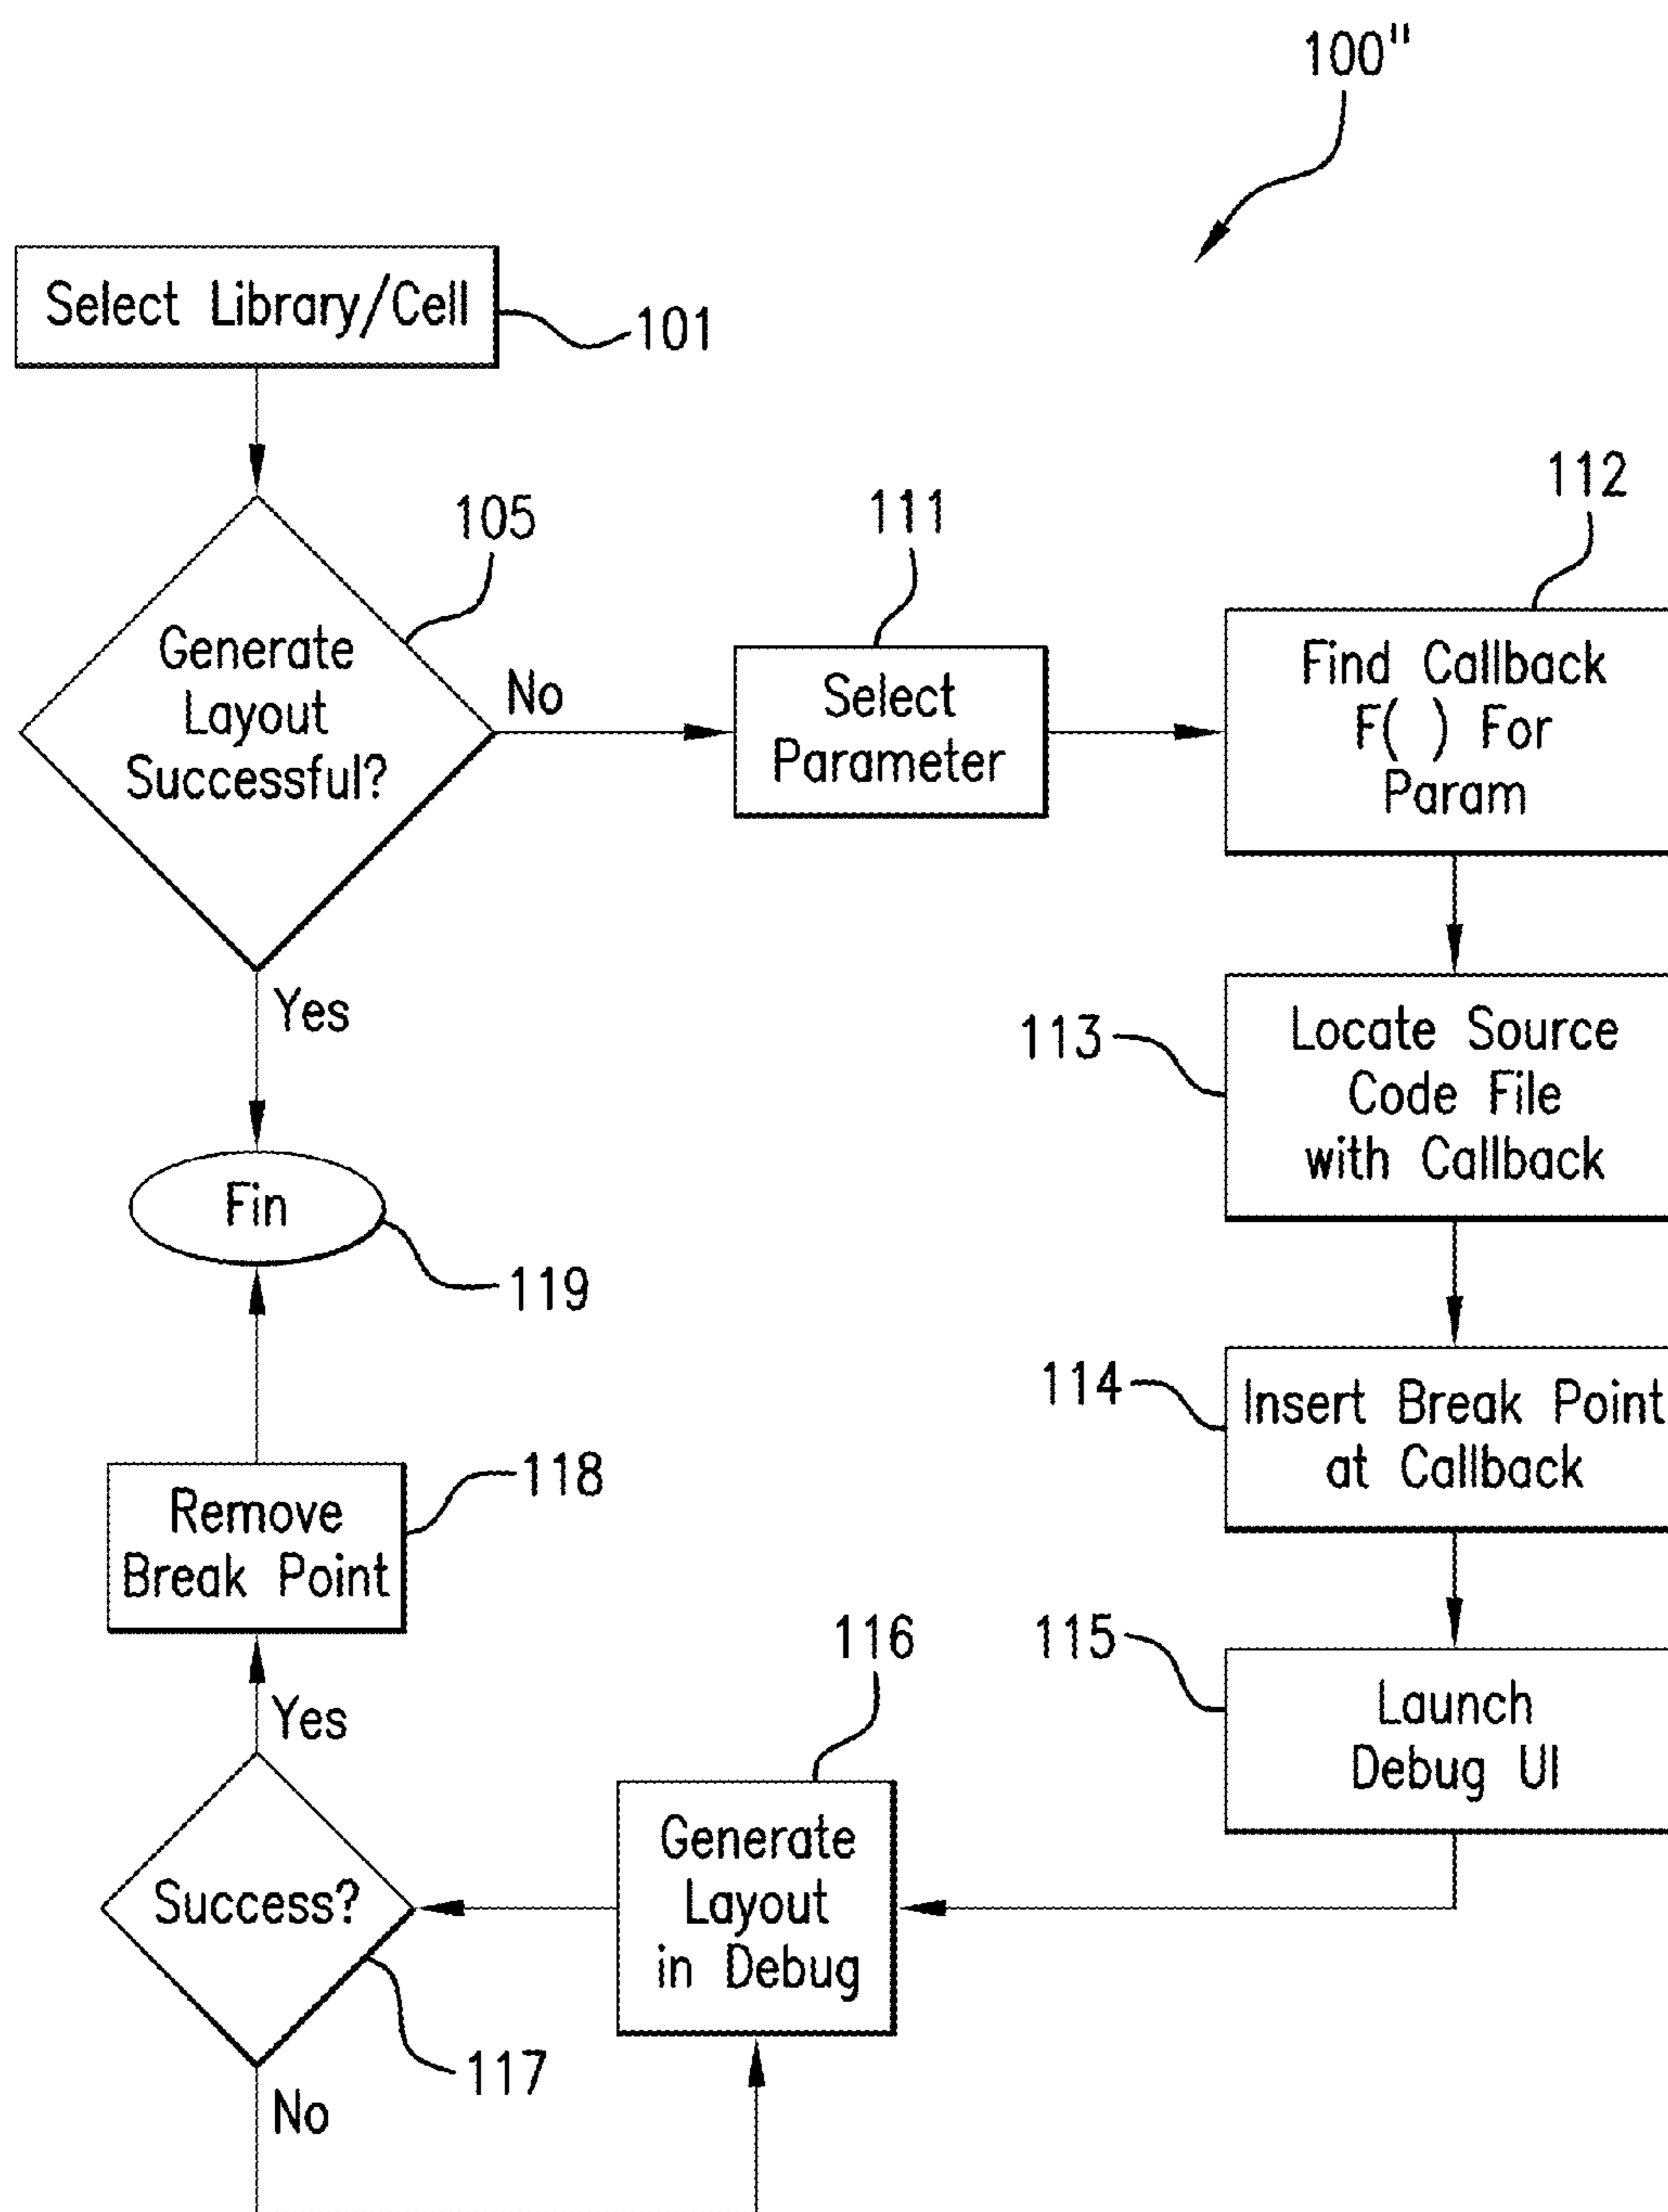 100"
Select Library/Cell
101
105
Generate
Layout
Successful?
No
Yes
111
Select
Parameter
112
Find Callback
F( ) For
Param
113
Locate Source
Code File
with Callback
114
Insert Break Point
at Callback
115
Launch
Debug UI
116
Generate
Layout
in Debug
Success?
117
No
Yes
118
Remove
Break Point
Fin
119